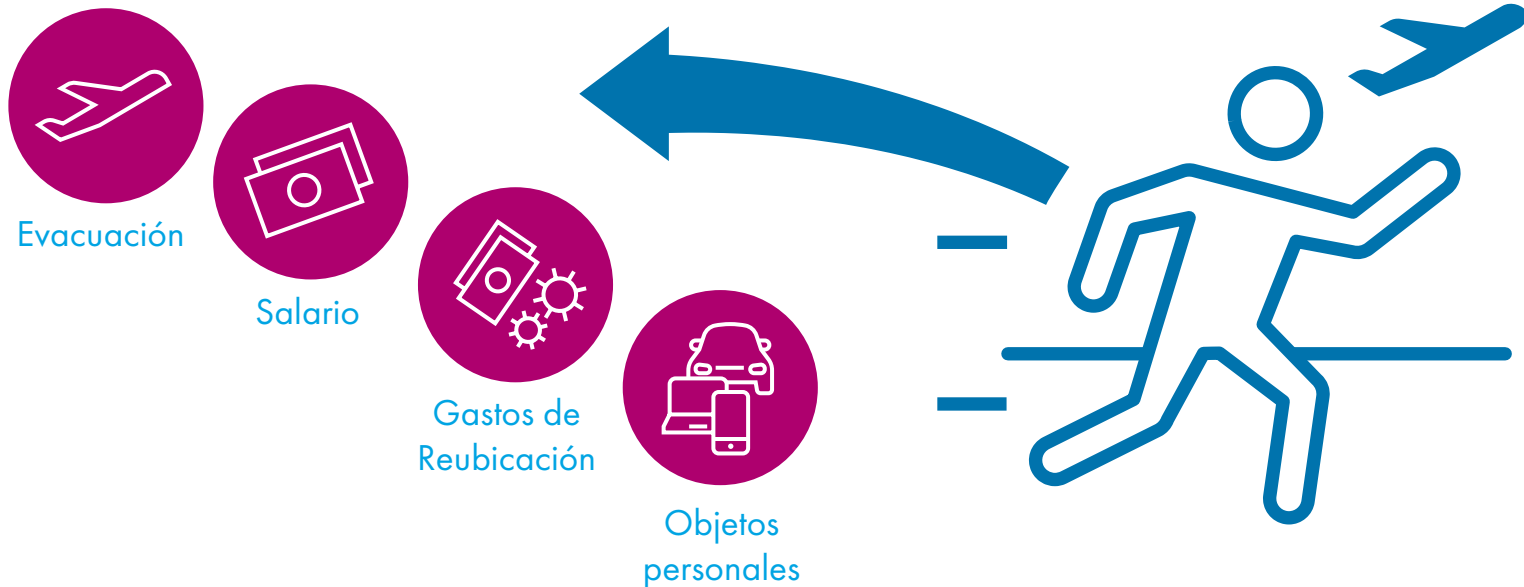 Evacuación
Salario
Gastos de
Reubicación
Objetos
personales